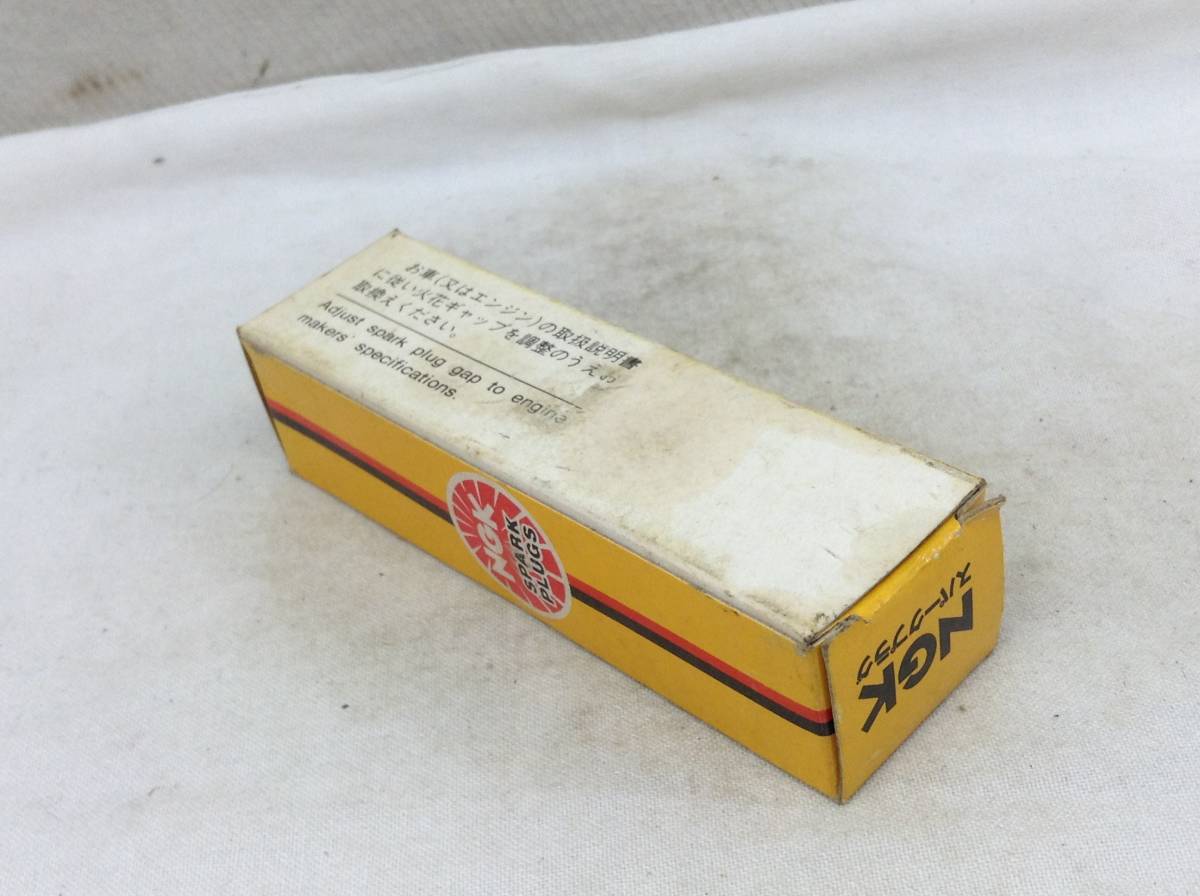 お車(又はエンジン)の取扱説明書
に従い火花ギャップを調整のうえお
取換えください。
Adjust spark plug gap to engine
makers' specifications.
NGK
SPARK
PLUGS
NGK
スパークプラグ